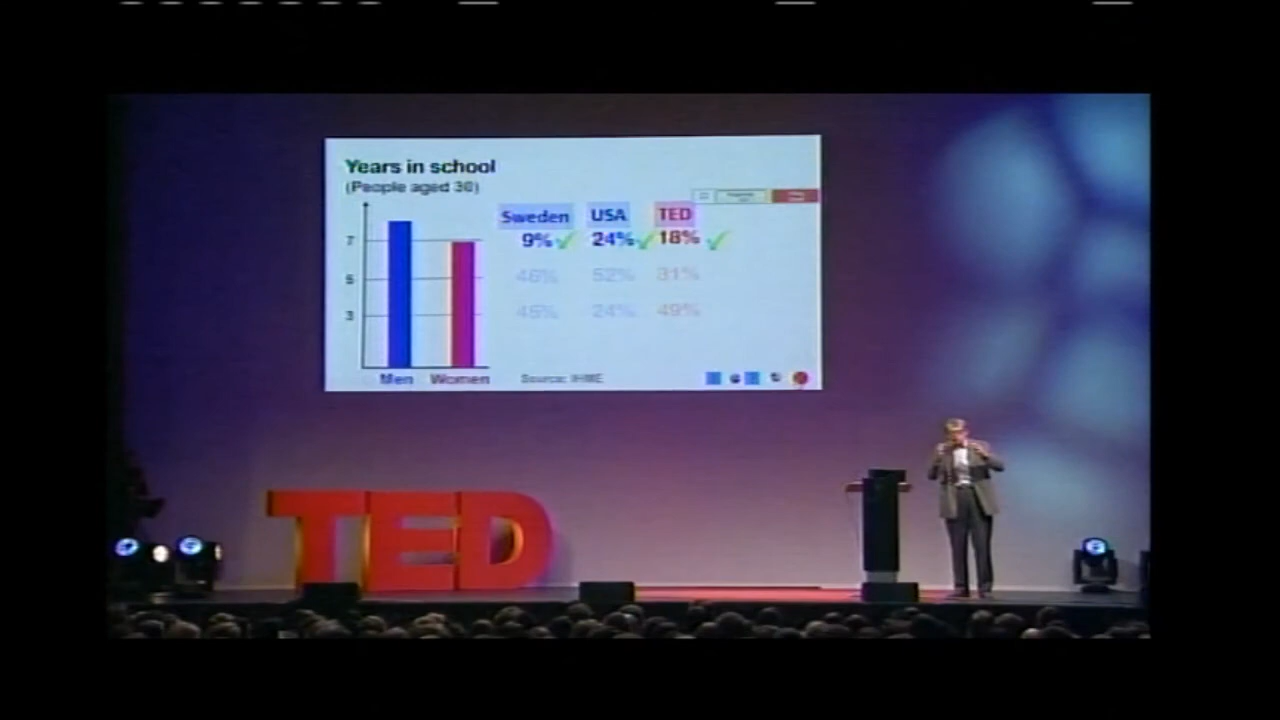 Years in school
(People aged 30)
Sweden USA TED
7 9% 24% 18%
5 46% 52% 31%
3 45% 24% 49%
Men Women Source: IHME
TED